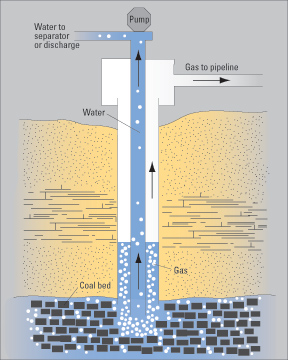 Pump
Water to
separator
or discharge
Gas to pipeline
Water
Gas
Coal bed